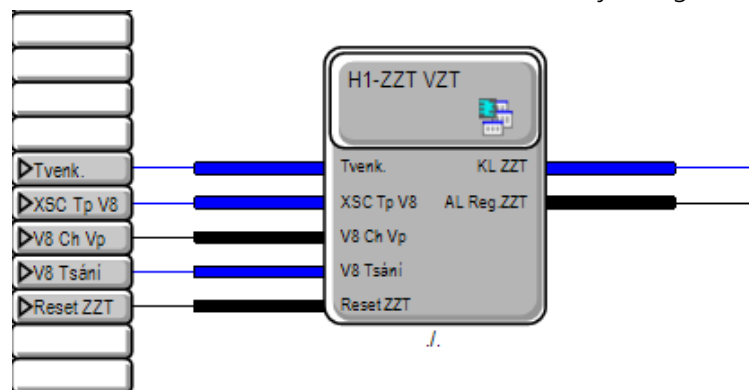 H1-ZZT VZT
Tvenk.
XSC Tp V8
V8 Ch Vp
V8 Tsání
Reset ZZT
Tvenk. KL ZZT
XSC Tp V8 AL Reg.ZZT
V8 Ch Vp
V8 Tsání
Reset ZZT
./.